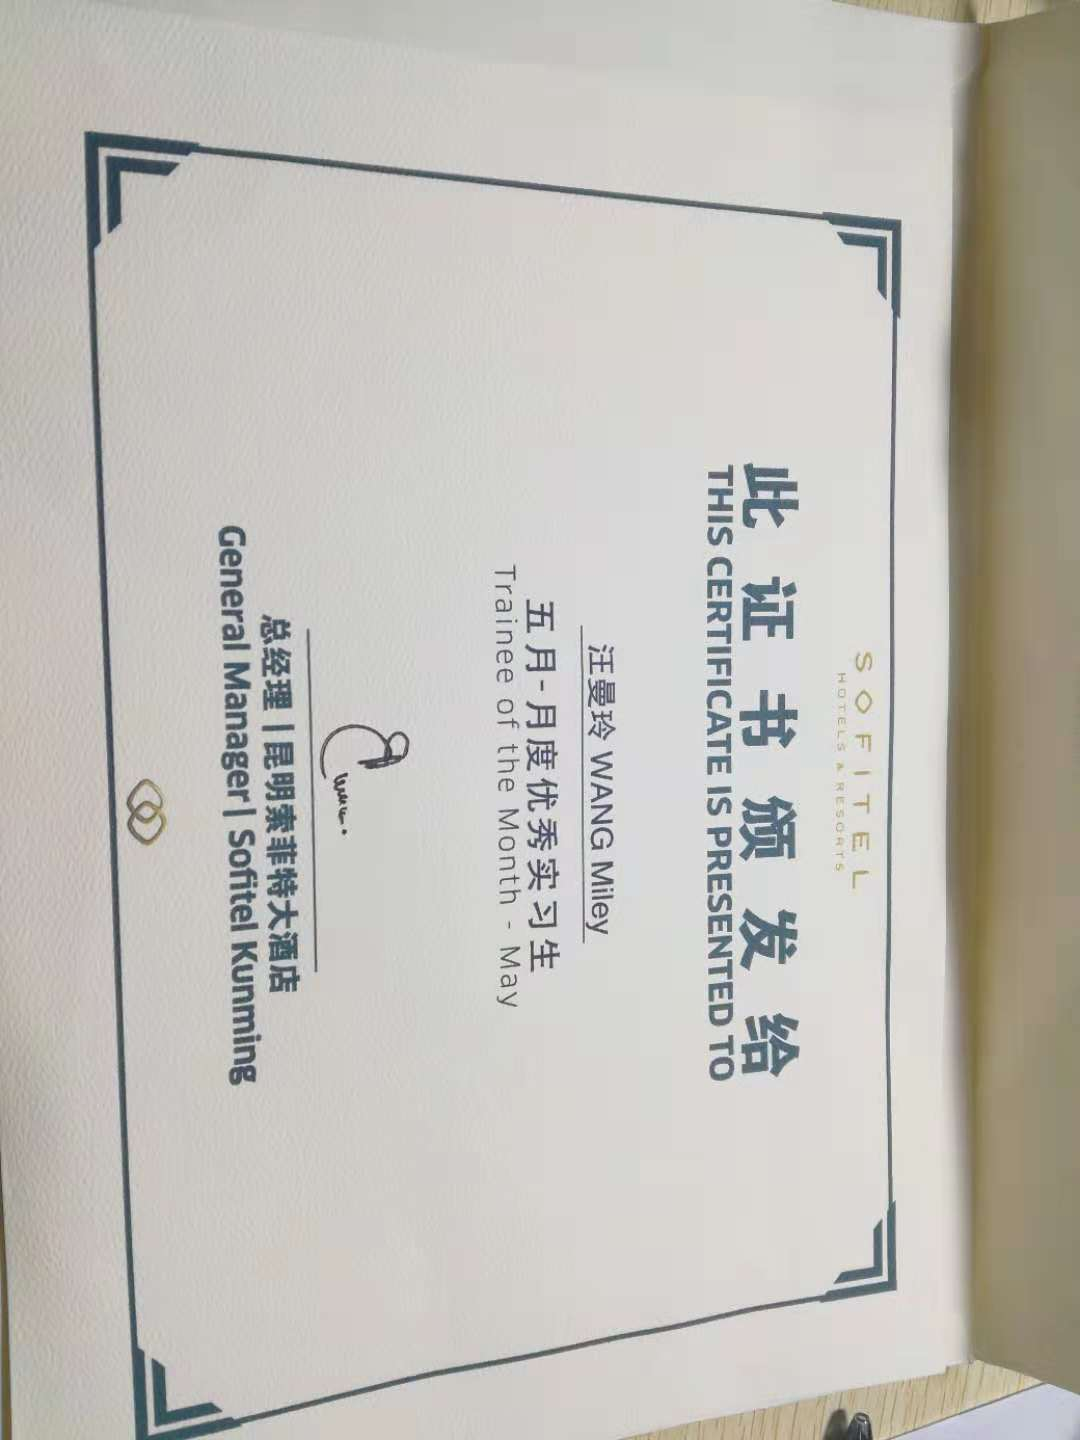 SOFITEL
HOTELS & RESORTS
此证书颁发给
THIS CERTIFICATE IS PRESENTED TO
汪曼玲 WANG Miley
五月-月度优秀实习生
Trainee of the Month - May
总经理 | 昆明索菲特大酒店
General Manager | Sofitel Kunming